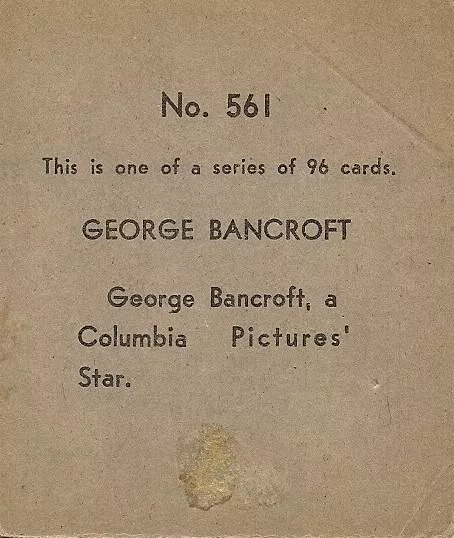 No. 561
This is one of a series of 96 cards.
GEORGE BANCROFT
George Bancroft, a
Columbia Pictures'
Star.